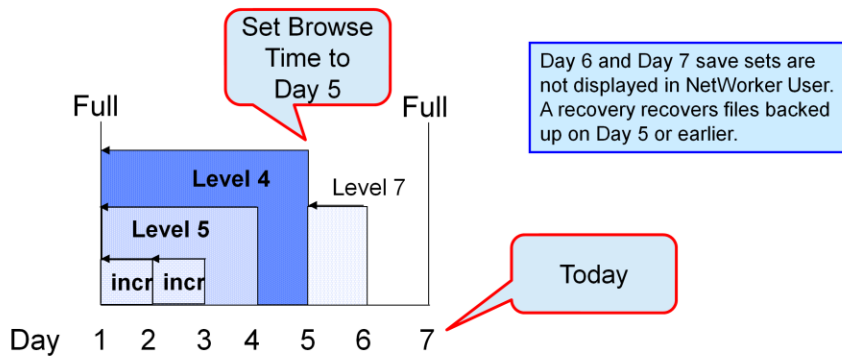 Set Browse
Time to
Day 5
Day 6 and Day 7 save sets are
not displayed in NetWorker User.
A recovery recovers files backed
up on Day 5 or earlier.
Full
Full
Level 4
Level 7
Level 5
incr
incr
Today
Day 1 2 3 4 5 6 7